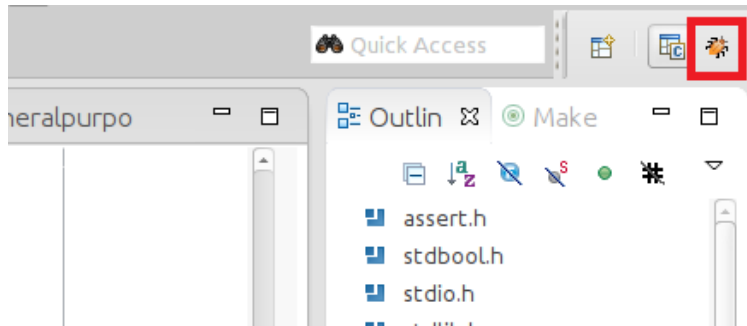 Quick Access
C
neralpurpo
Outlin
Make
a
z
S
assert.h
stdbool.h
stdio.h